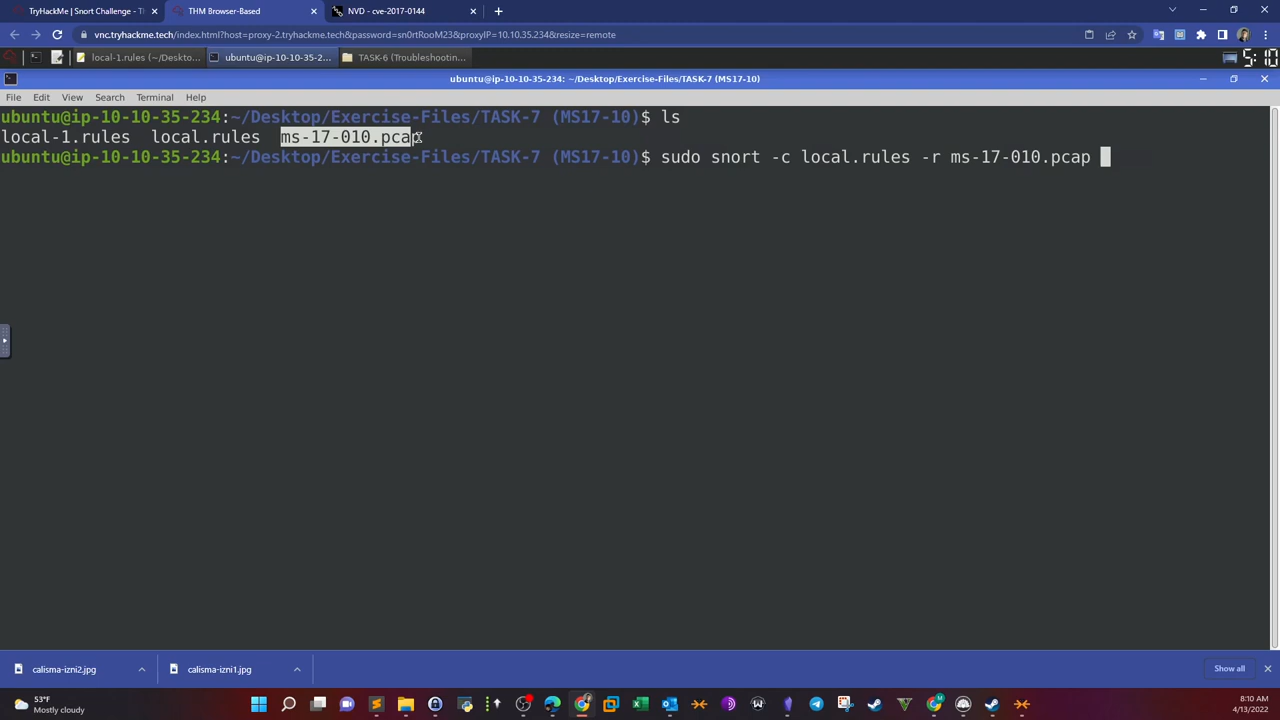 TryHackMe | Snort Challenge - Th
THM Browser-Based
NVD - cve-2017-0144
vnc.tryhackme.tech/index.html?host=proxy-2.tryhackme.tech&password=sn0rtRooM23&proxyIP=10.10.35.234&resize=remote
local-1.rules (~/Deskto...
ubuntu@ip-10-10-35-2...
TASK-6 (Troubleshootin...
5:10
ubuntu@ip-10-10-35-234: ~/Desktop/Exercise-Files/TASK-7 (MS17-10)
File Edit View Search Terminal Help
ubuntu@ip-10-10-35-234:~/Desktop/Exercise-Files/TASK-7 (MS17-10)$ ls
local-1.rules local.rules ms-17-010.pcap
ubuntu@ip-10-10-35-234:~/Desktop/Exercise-Files/TASK-7 (MS17-10)$ sudo snort -c local.rules -r ms-17-010.pcap
calisma-izni2.jpg
calisma-izni1.jpg
Show all
53°F
Mostly cloudy
8:10 AM
4/13/2022